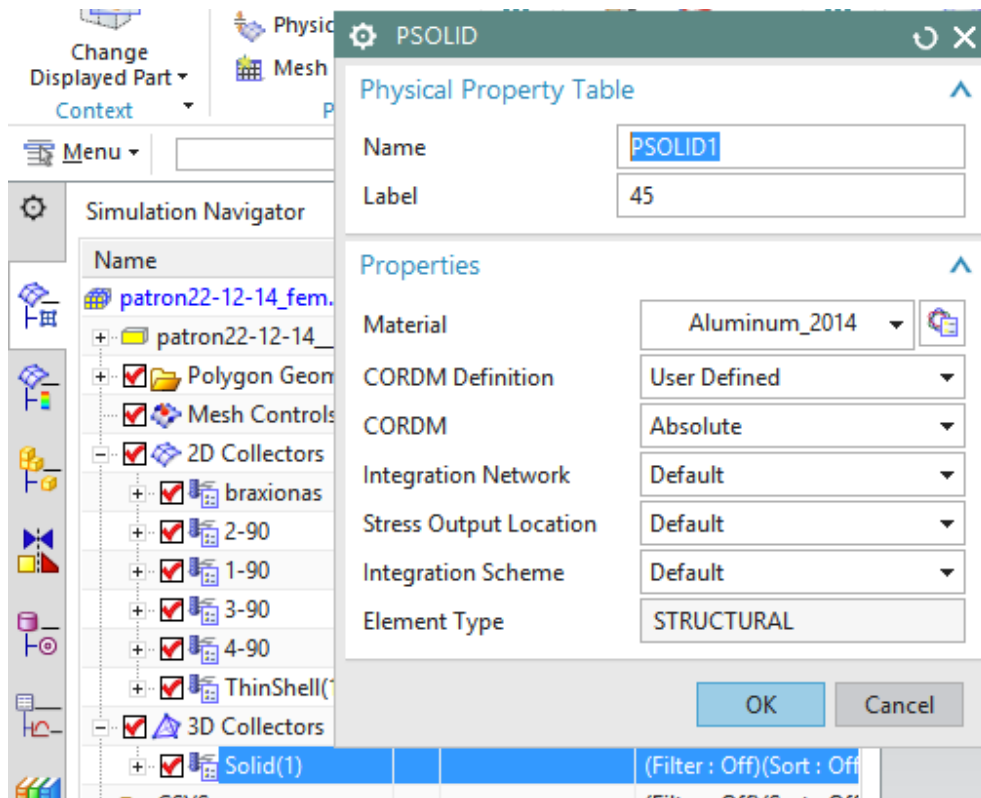 Change
Displayed Part
Context
Physic
Mesh
P
Menu
PSOLID
Physical Property Table
Name PSOLID1
Label 45
Properties
Material Aluminum_2014
CORDM Definition User Defined
CORDM Absolute
Integration Network Default
Stress Output Location Default
Integration Scheme Default
Element Type STRUCTURAL
OK Cancel
Simulation Navigator
Name
patron22-12-14_fem.
patron22-12-14__
Polygon Geom
Mesh Controls
2D Collectors
braxionas
2-90
1-90
3-90
4-90
ThinShell(1
3D Collectors
Solid(1) (Filter : Off)(Sort : Off